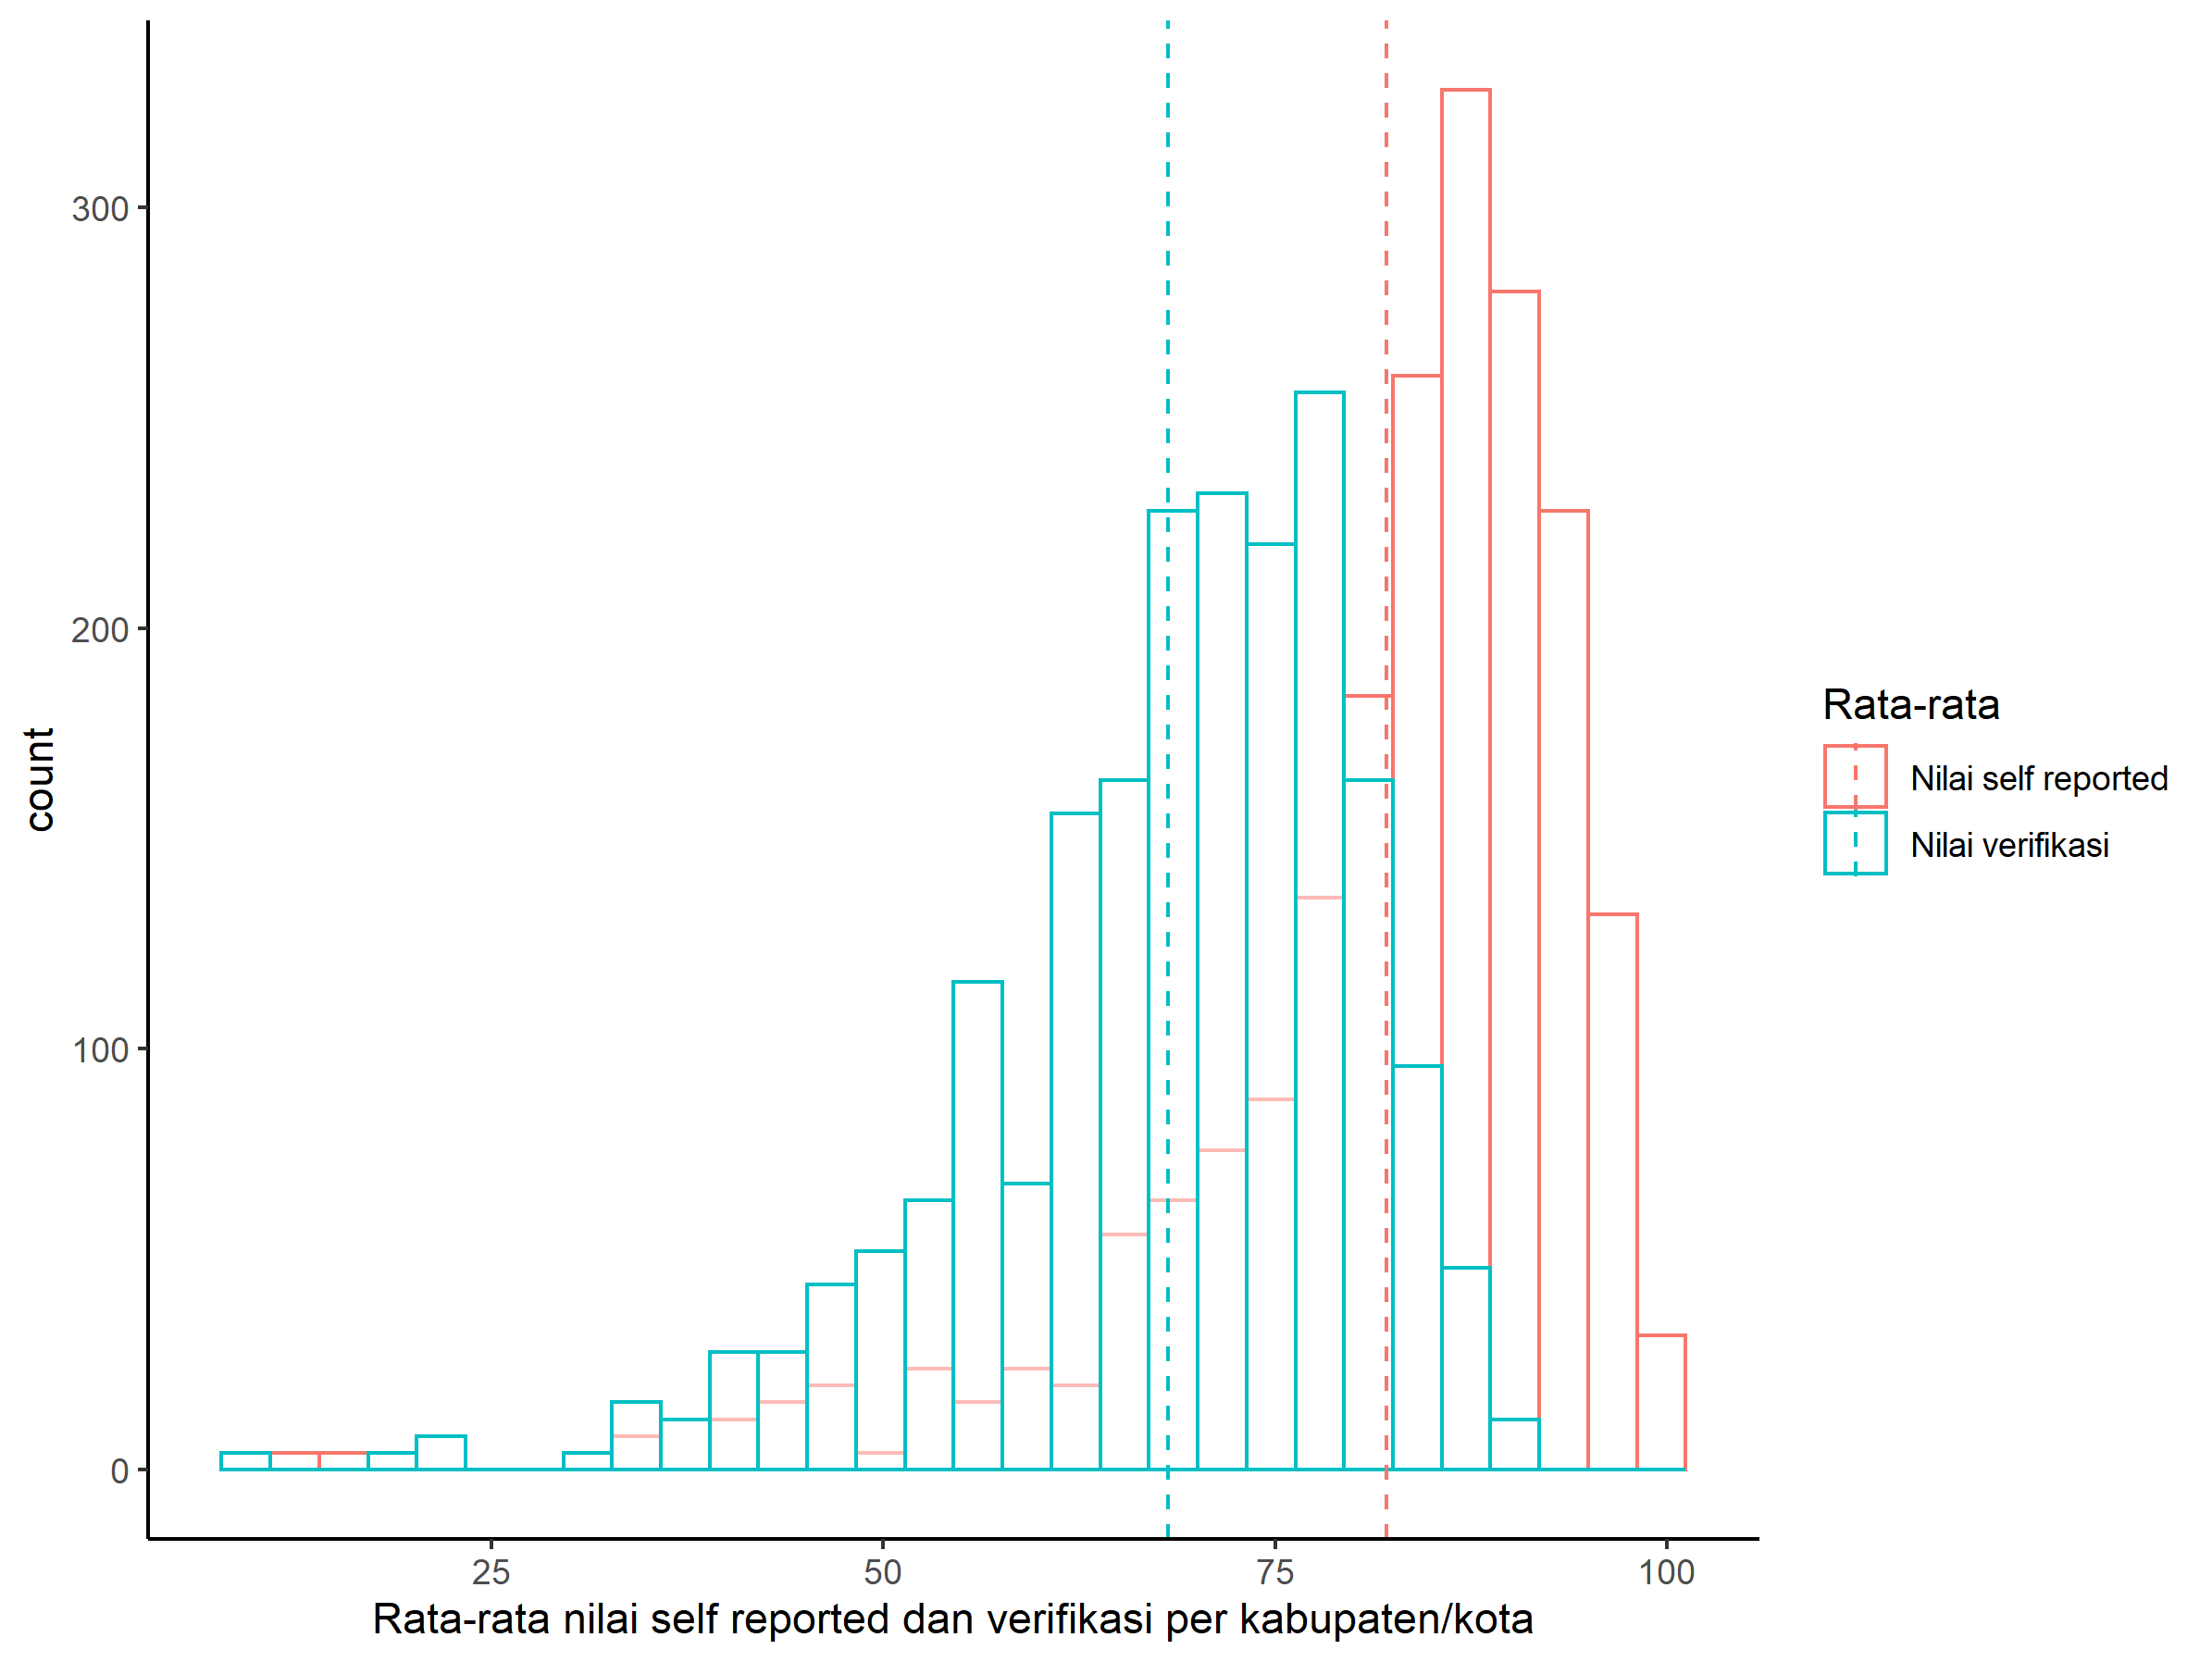 300
200
100
0
count
25 50 75 100
Rata-rata nilai self reported dan verifikasi per kabupaten/kota
Rata-rata
Nilai self reported
Nilai verifikasi